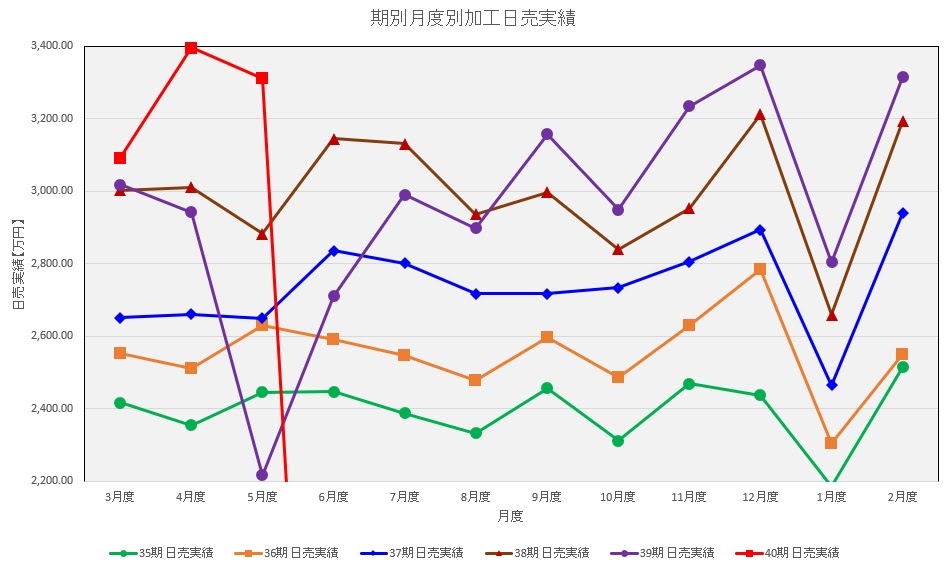 期別月度別加工日売実績
3,400.00
3,200.00
3,000.00
2,800.00
2,600.00
2,400.00
2,200.00
日売実績【万円】
3月度 4月度 5月度 6月度 7月度 8月度 9月度 10月度 11月度 12月度 1月度 2月度
月度
35期日売実績 36期日売実績 37期日売実績 38期日売実績 39期日売実績 40期日売実績